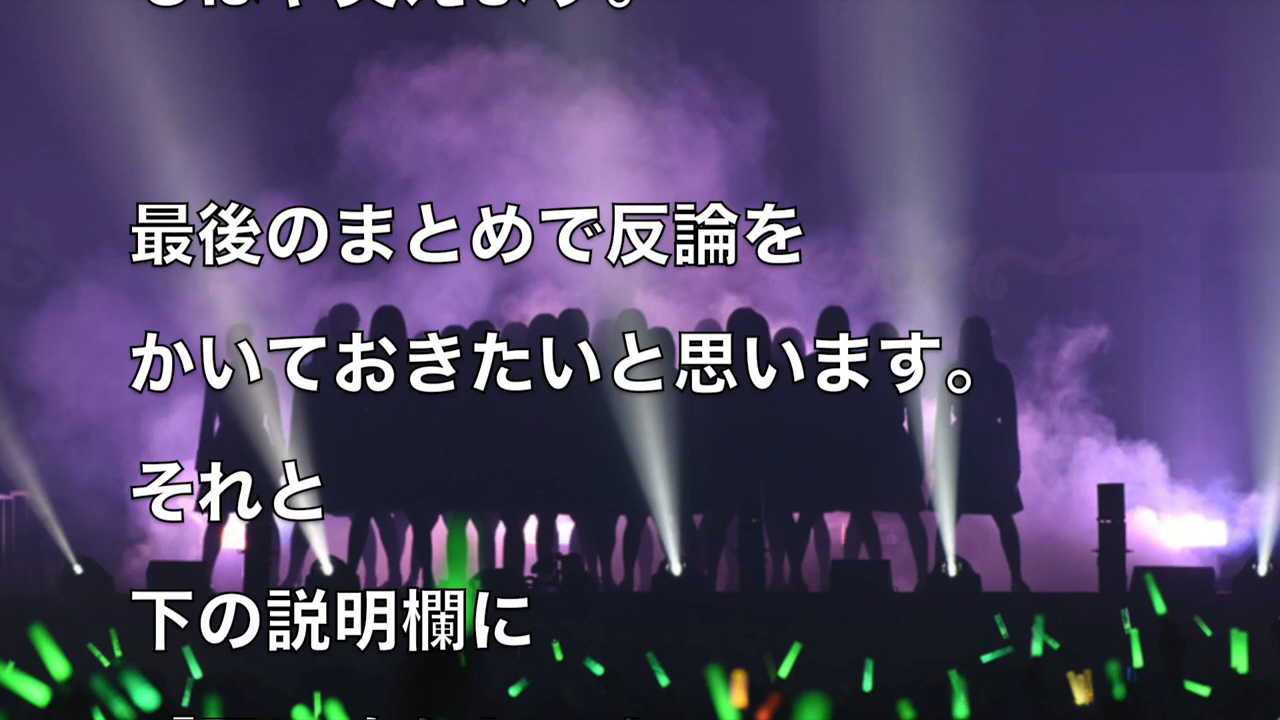 最後のまとめで反論を
かいておきたいと思います。
それと
下の説明欄に